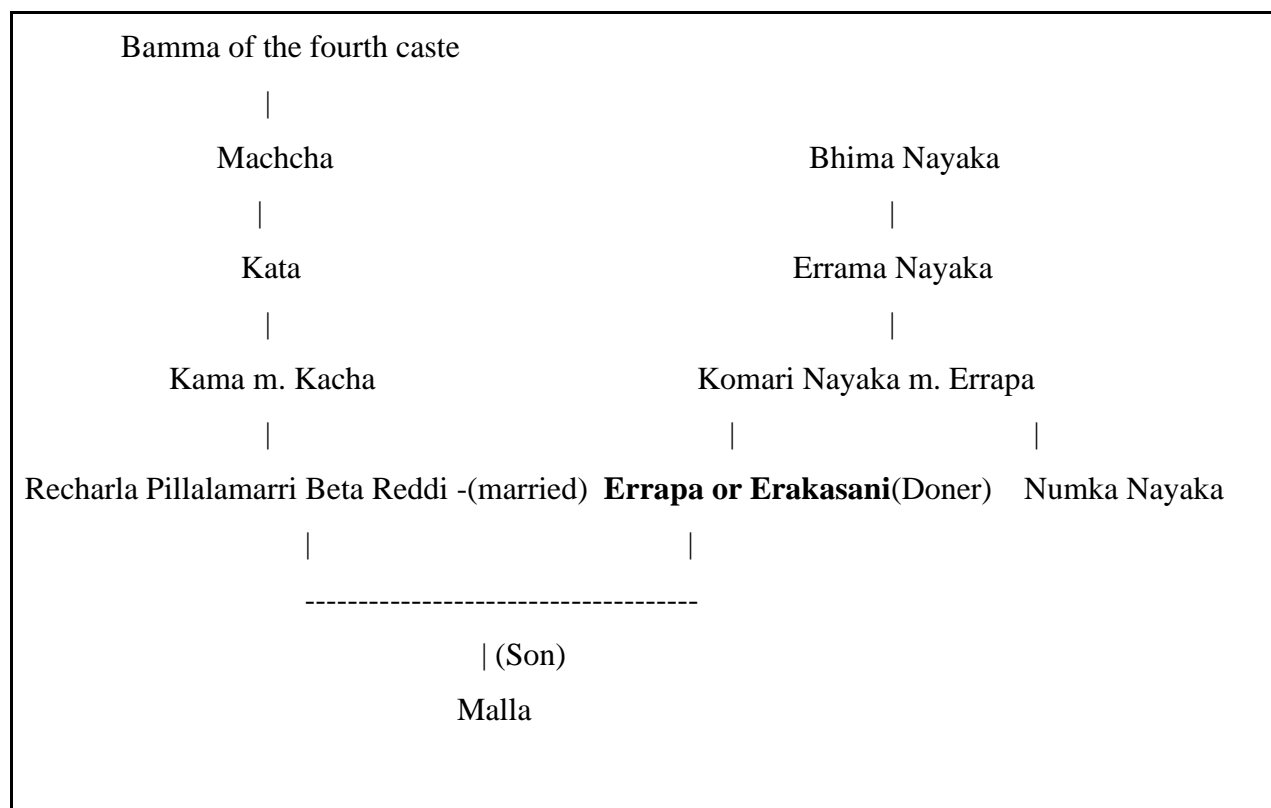 Bamma of the fourth caste
|
Machcha Bhima Nayaka
| |
Kata Errama Nayaka
| |
Kama m. Kacha Komari Nayaka m. Errapa
| | |
Recharla Pillalamarri Beta Reddi -(married) Errapa or Erakasani(Doner) Numka Nayaka
| |
-------------------------------------
| (Son)
Malla